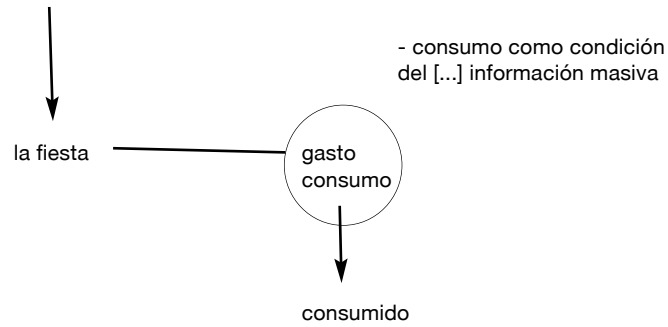 - consumo como condición
del [...] información masiva
la fiesta
gasto
consumo
consumido